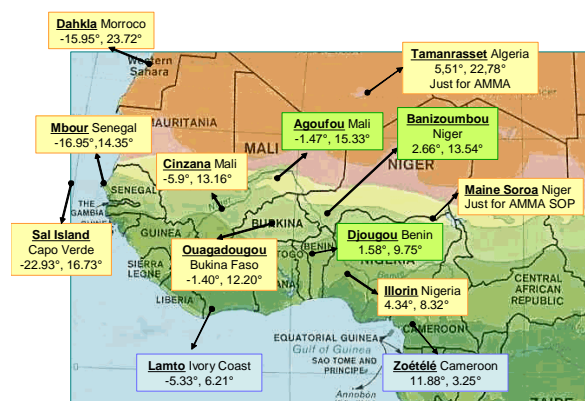 Dahkla Morroco
-15.95°, 23.72°
Western
Sahara
Tamanrasset Algeria
5,51°, 22,78°
Just for AMMA
MAURITANIA
MALI
NIGER
Mbour Senegal
-16.95°,14.35°
Agoufou Mali
-1.47°, 15.33°
Banizoumbou
Niger
2.66°, 13.54°
Cinzana Mali
-5.9°, 13.16°
Maine Soroa Niger
Just for AMMA SOP
SENEGAL
THE
GAMBIA
Niger
BURKINA
GUINEA
Sal Island
Capo Verde
-22.93°, 16.73°
Ouagadougou
Bukina Faso
-1.40°, 12.20°
TOGO
BENIN
Djougou Benin
1.58°, 9.75°
NIGERIA
SIERRA
LEONE
LIBERIA
Illorin Nigeria
4.34°, 8.32°
CENTRAL
AFRICAN
REPUBLIC
CAMEROON
EQUATORIAL GUINEA
Gulf of Guinea
SAO TOME AND
PRINCIPE
Lamto Ivory Coast
-5.33°, 6.21°
Zoétélé Cameroon
11.88°, 3.25°
Annobón
ZAIRE